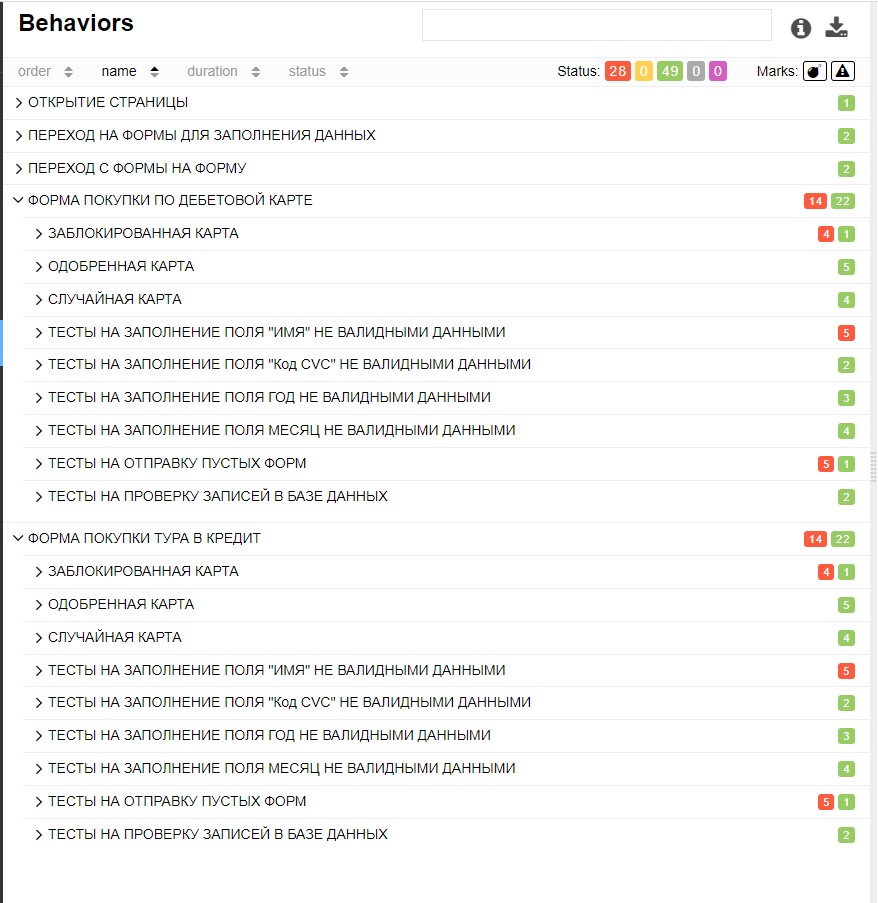 Behaviors
order name duration status Status: 28 0 49 0 0 Marks:
ОТКРЫТИЕ СТРАНИЦЫ 1
ПЕРЕХОД НА ФОРМЫ ДЛЯ ЗАПОЛНЕНИЯ ДАННЫХ 2
ПЕРЕХОД С ФОРМЫ НА ФОРМУ 2
ФОРМА ПОКУПКИ ПО ДЕБЕТОВОЙ КАРТЕ 14 22
ЗАБЛОКИРОВАННАЯ КАРТА 4 1
ОДОБРЕННАЯ КАРТА 5
СЛУЧАЙНАЯ КАРТА 4
ТЕСТЫ НА ЗАПОЛНЕНИЕ ПОЛЯ "ИМЯ" НЕ ВАЛИДНЫМИ ДАННЫМИ 5
ТЕСТЫ НА ЗАПОЛНЕНИЕ ПОЛЯ "Код CVC" НЕ ВАЛИДНЫМИ ДАННЫМИ 2
ТЕСТЫ НА ЗАПОЛНЕНИЕ ПОЛЯ ГОД НЕ ВАЛИДНЫМИ ДАННЫМИ 3
ТЕСТЫ НА ЗАПОЛНЕНИЕ ПОЛЯ МЕСЯЦ НЕ ВАЛИДНЫМИ ДАННЫМИ 4
ТЕСТЫ НА ОТПРАВКУ ПУСТЫХ ФОРМ 5 1
ТЕСТЫ НА ПРОВЕРКУ ЗАПИСЕЙ В БАЗЕ ДАННЫХ 2
ФОРМА ПОКУПКИ ТУРА В КРЕДИТ 14 22
ЗАБЛОКИРОВАННАЯ КАРТА 4 1
ОДОБРЕННАЯ КАРТА 5
СЛУЧАЙНАЯ КАРТА 4
ТЕСТЫ НА ЗАПОЛНЕНИЕ ПОЛЯ "ИМЯ" НЕ ВАЛИДНЫМИ ДАННЫМИ 5
ТЕСТЫ НА ЗАПОЛНЕНИЕ ПОЛЯ "Код CVC" НЕ ВАЛИДНЫМИ ДАННЫМИ 2
ТЕСТЫ НА ЗАПОЛНЕНИЕ ПОЛЯ ГОД НЕ ВАЛИДНЫМИ ДАННЫМИ 3
ТЕСТЫ НА ЗАПОЛНЕНИЕ ПОЛЯ МЕСЯЦ НЕ ВАЛИДНЫМИ ДАННЫМИ 4
ТЕСТЫ НА ОТПРАВКУ ПУСТЫХ ФОРМ 5 1
ТЕСТЫ НА ПРОВЕРКУ ЗАПИСЕЙ В БАЗЕ ДАННЫХ 2